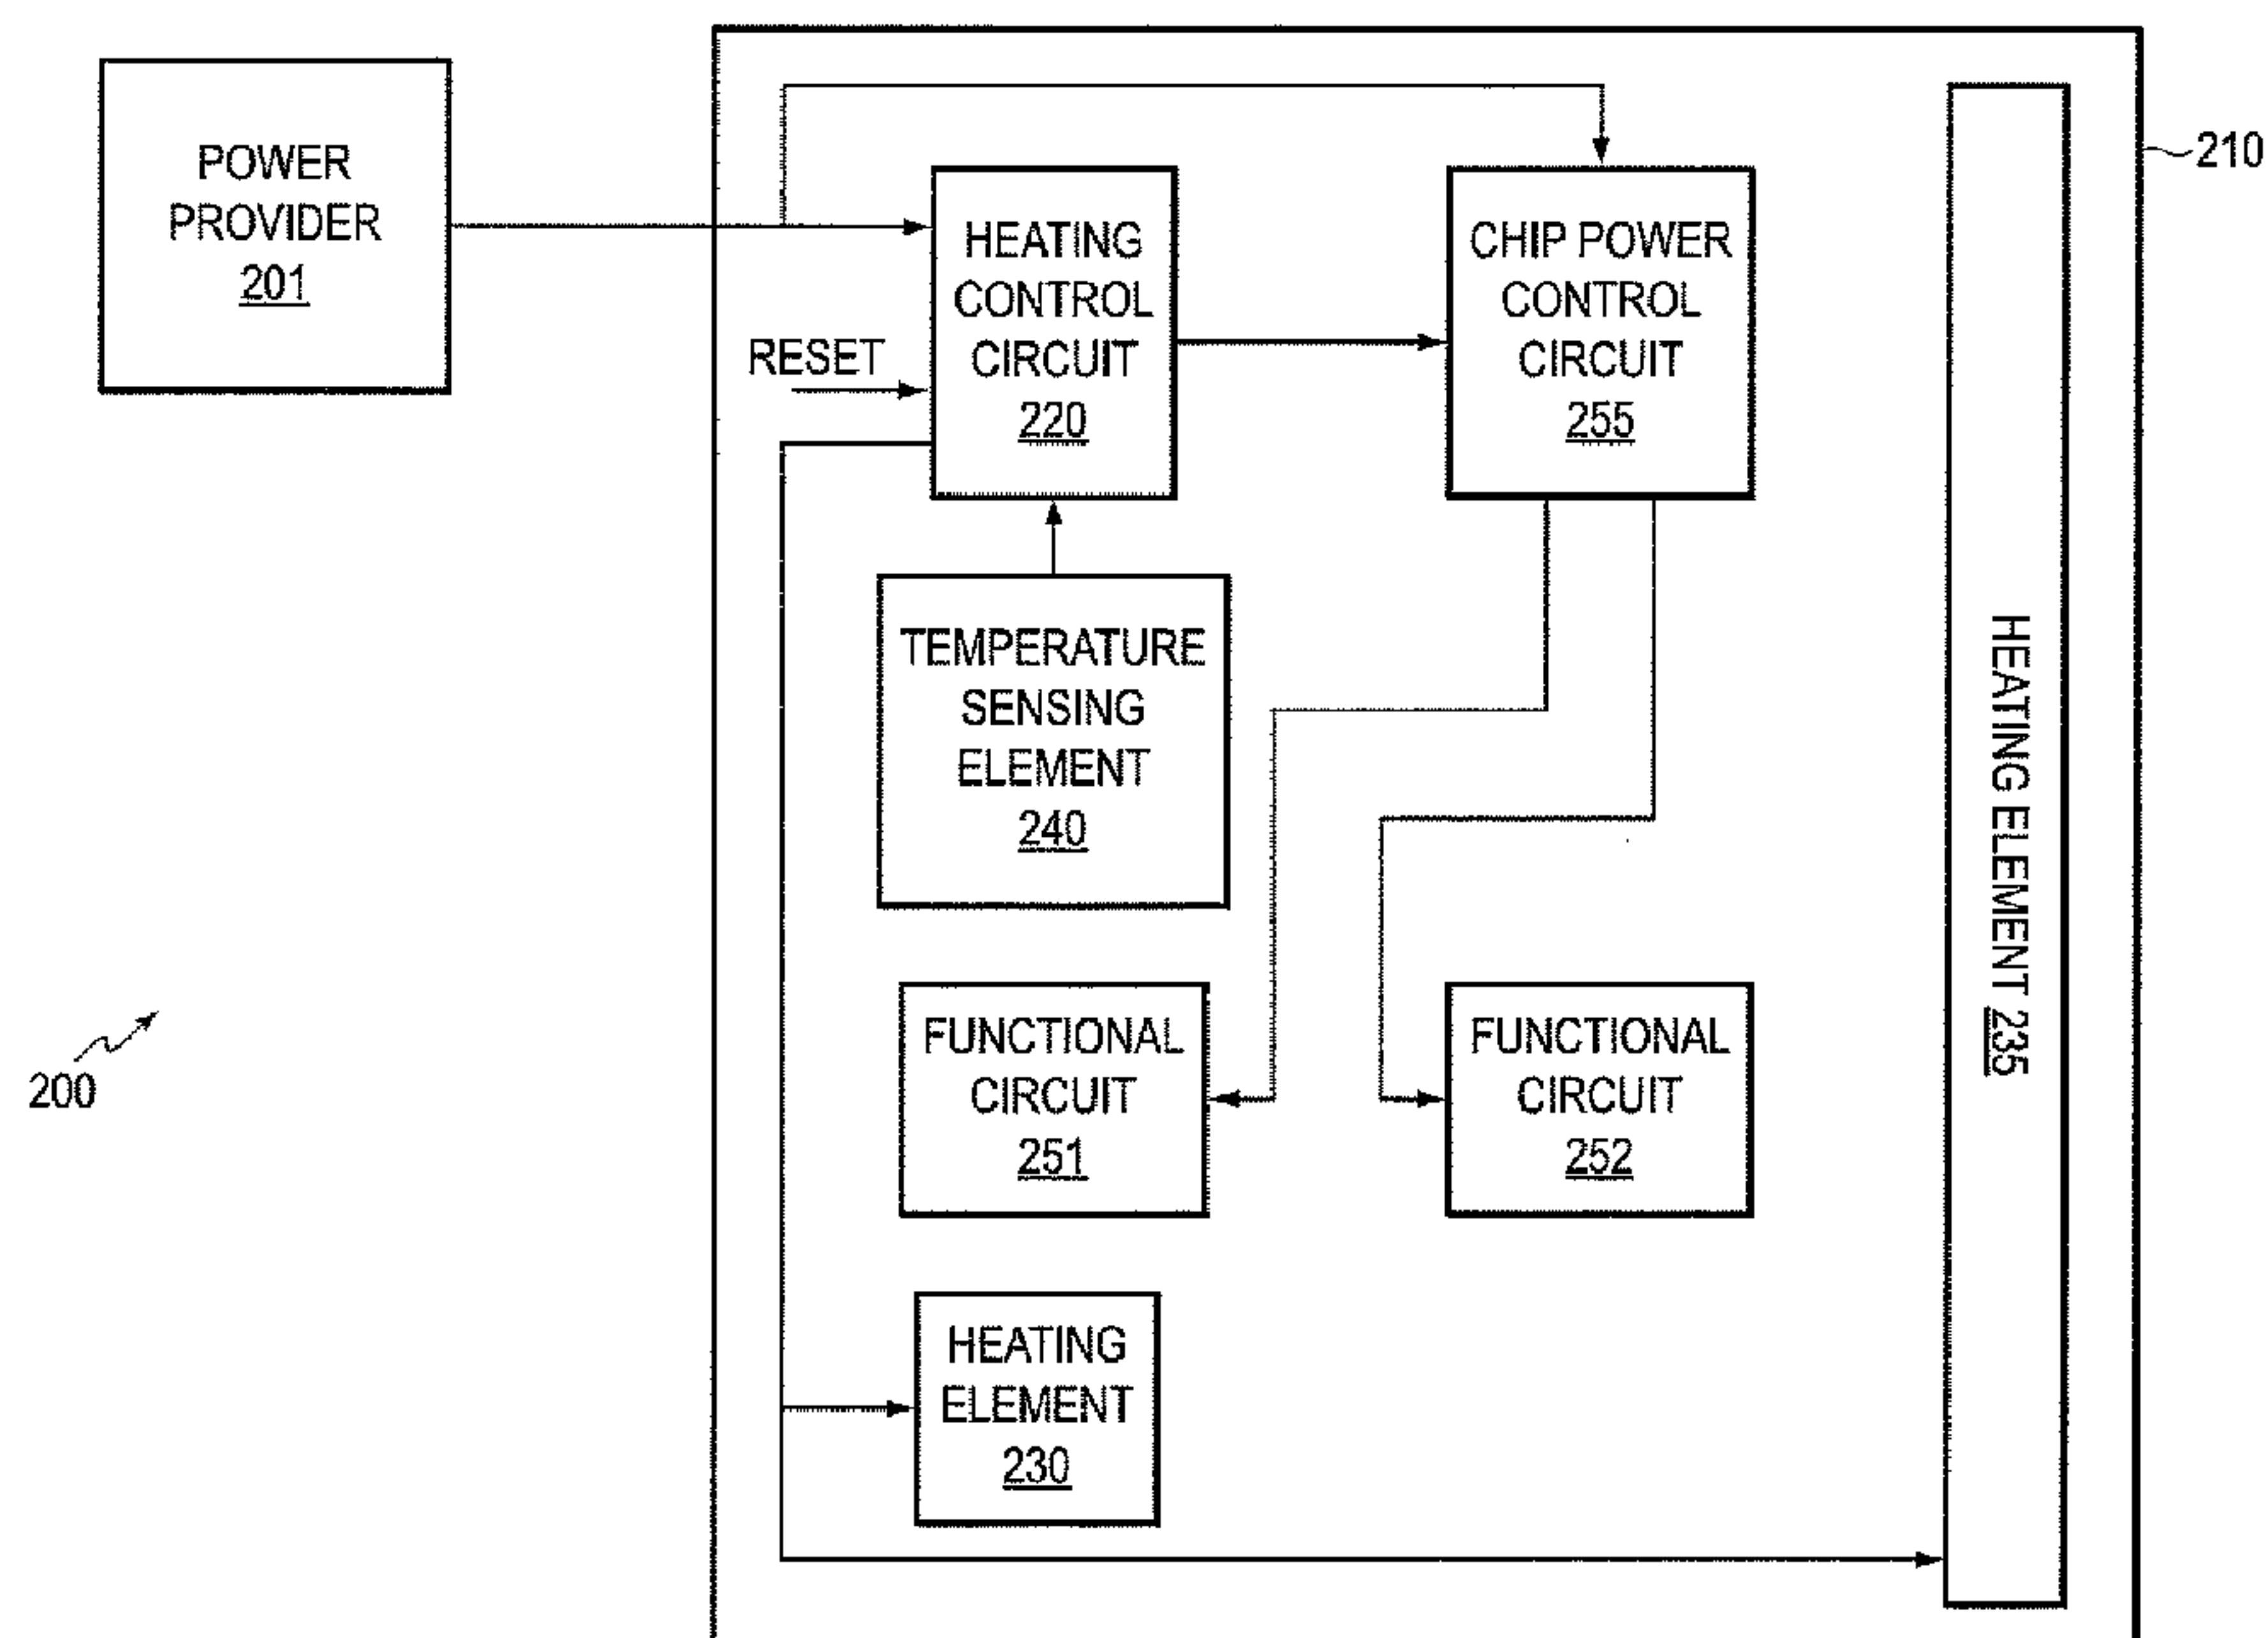 POWER
PROVIDER
201
HEATING
CONTROL
CIRCUIT
220
CHIP POWER
CONTROL
CIRCUIT
255
210
RESET
TEMPERATURE
SENSING
ELEMENT
240
HEATING ELEMENT 235
FUNCTIONAL
CIRCUIT
251
FUNCTIONAL
CIRCUIT
252
200
HEATING
ELEMENT
230